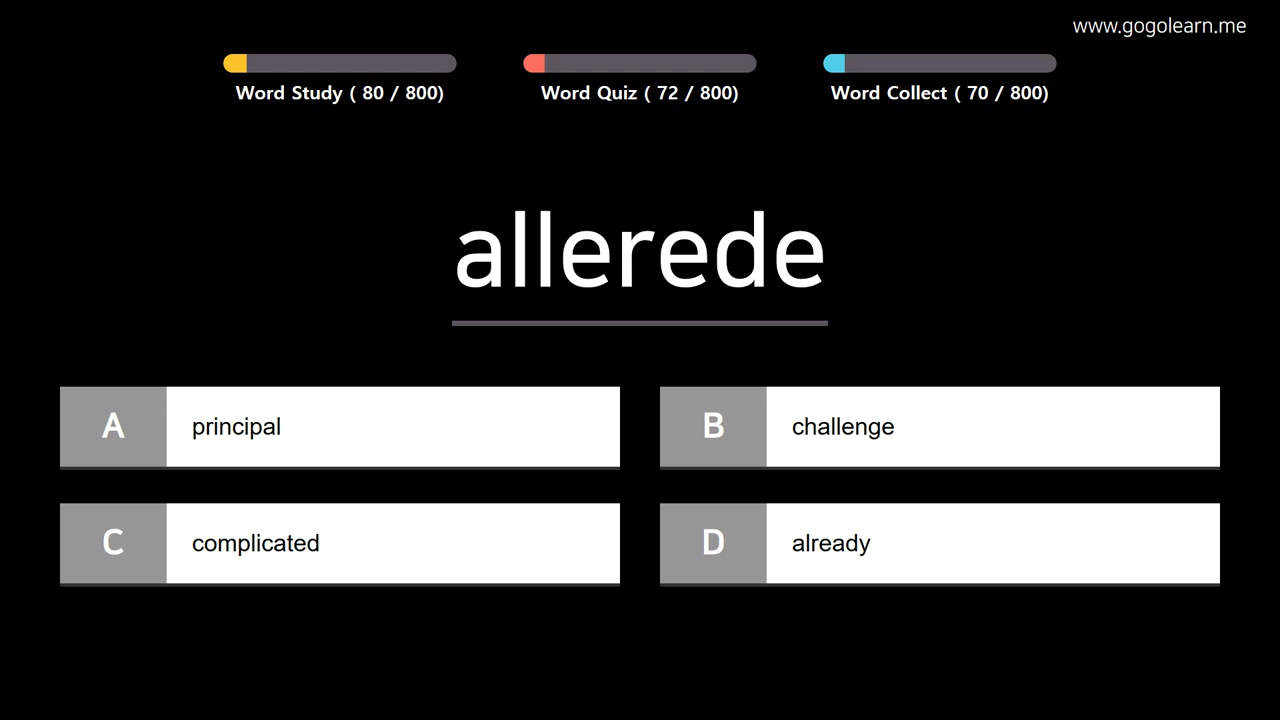 www.gogolearn.me
Word Study ( 80 / 800)
Word Quiz ( 72 / 800)
Word Collect ( 70 / 800)
allerede
A principal
B challenge
C complicated
D already